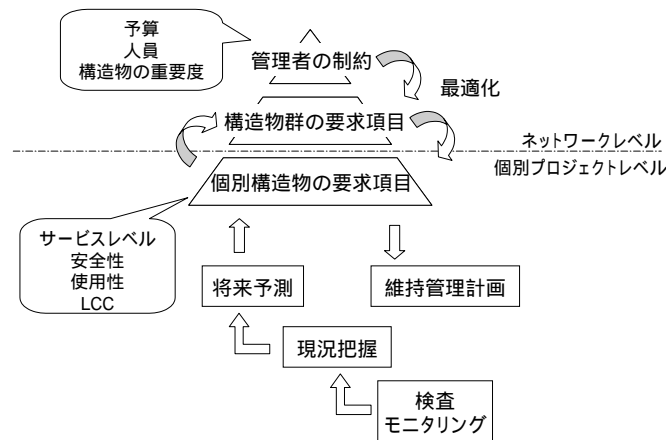 予算
人員
構造物の重要度
管理者の制約
最適化
構造物群の要求項目
ネットワークレベル
個別プロジェクトレベル
個別構造物の要求項目
サービスレベル
安全性
使用性
LCC
将来予測
維持管理計画
現況把握
検査
モニタリング